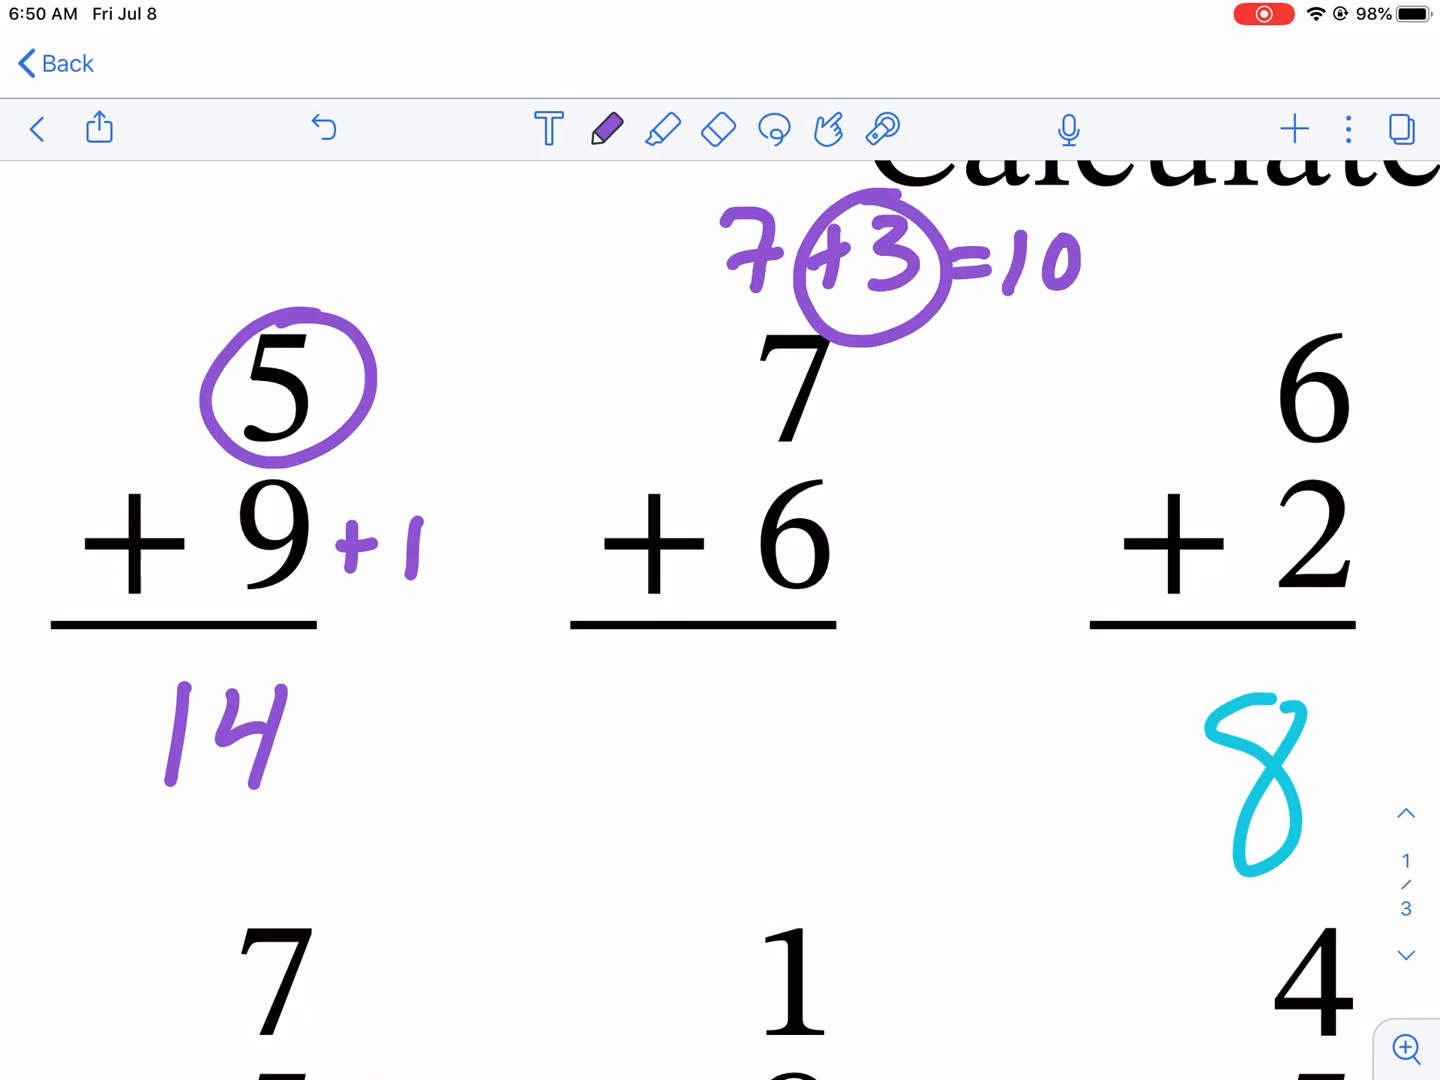 6:50 AM Fri Jul 8 98%
Back
T
Calculate
7+3=10
5 7 6
+ 9 +1 + 6 + 2
14 8
1
/
3
7 1 4